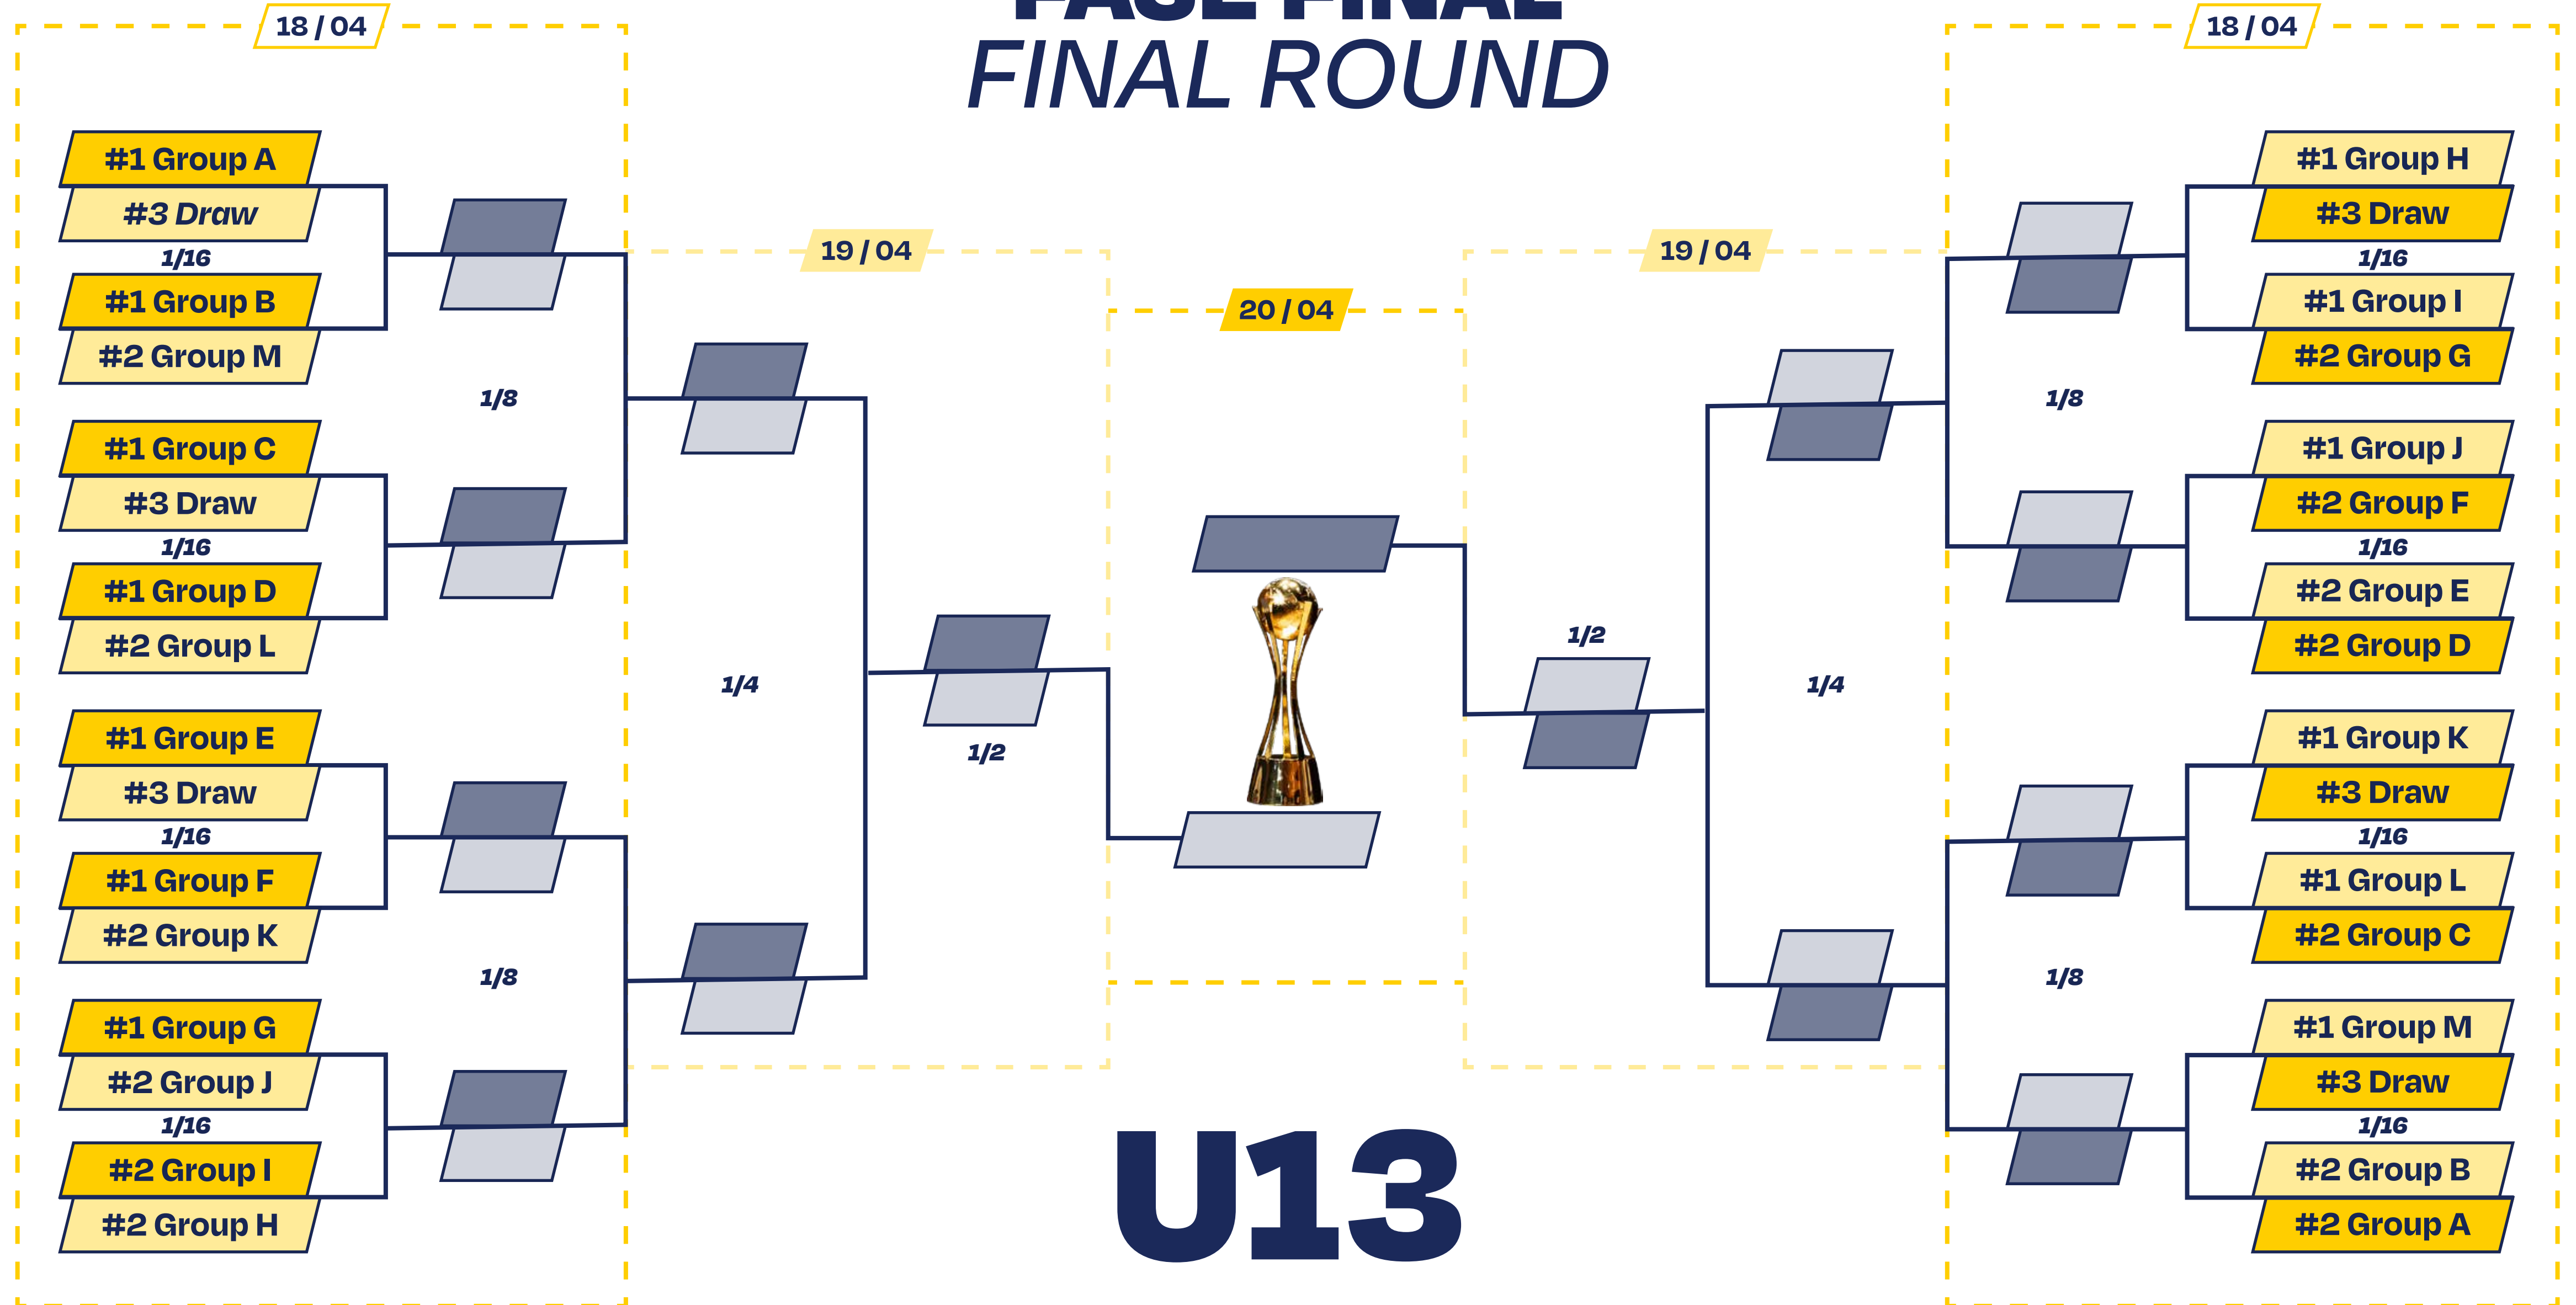 18 / 04
FASE FINAL
FINAL ROUND
18 / 04
#1 Group A
#3 Draw
1/16
#1 Group B
#2 Group M
1/8
#1 Group C
#3 Draw
1/16
#1 Group D
#2 Group L
#1 Group E
#3 Draw
1/16
#1 Group F
#2 Group K
1/8
#1 Group G
#2 Group J
1/16
#2 Group I
#2 Group H
19 / 04
1/4
1/2
20 / 04
19 / 04
1/2
1/4
#1 Group H
#3 Draw
1/16
#1 Group I
#2 Group G
1/8
#1 Group J
#2 Group F
1/16
#2 Group E
#2 Group D
#1 Group K
#3 Draw
1/16
#1 Group L
#2 Group C
1/8
#1 Group M
#3 Draw
1/16
#2 Group B
#2 Group A
U13